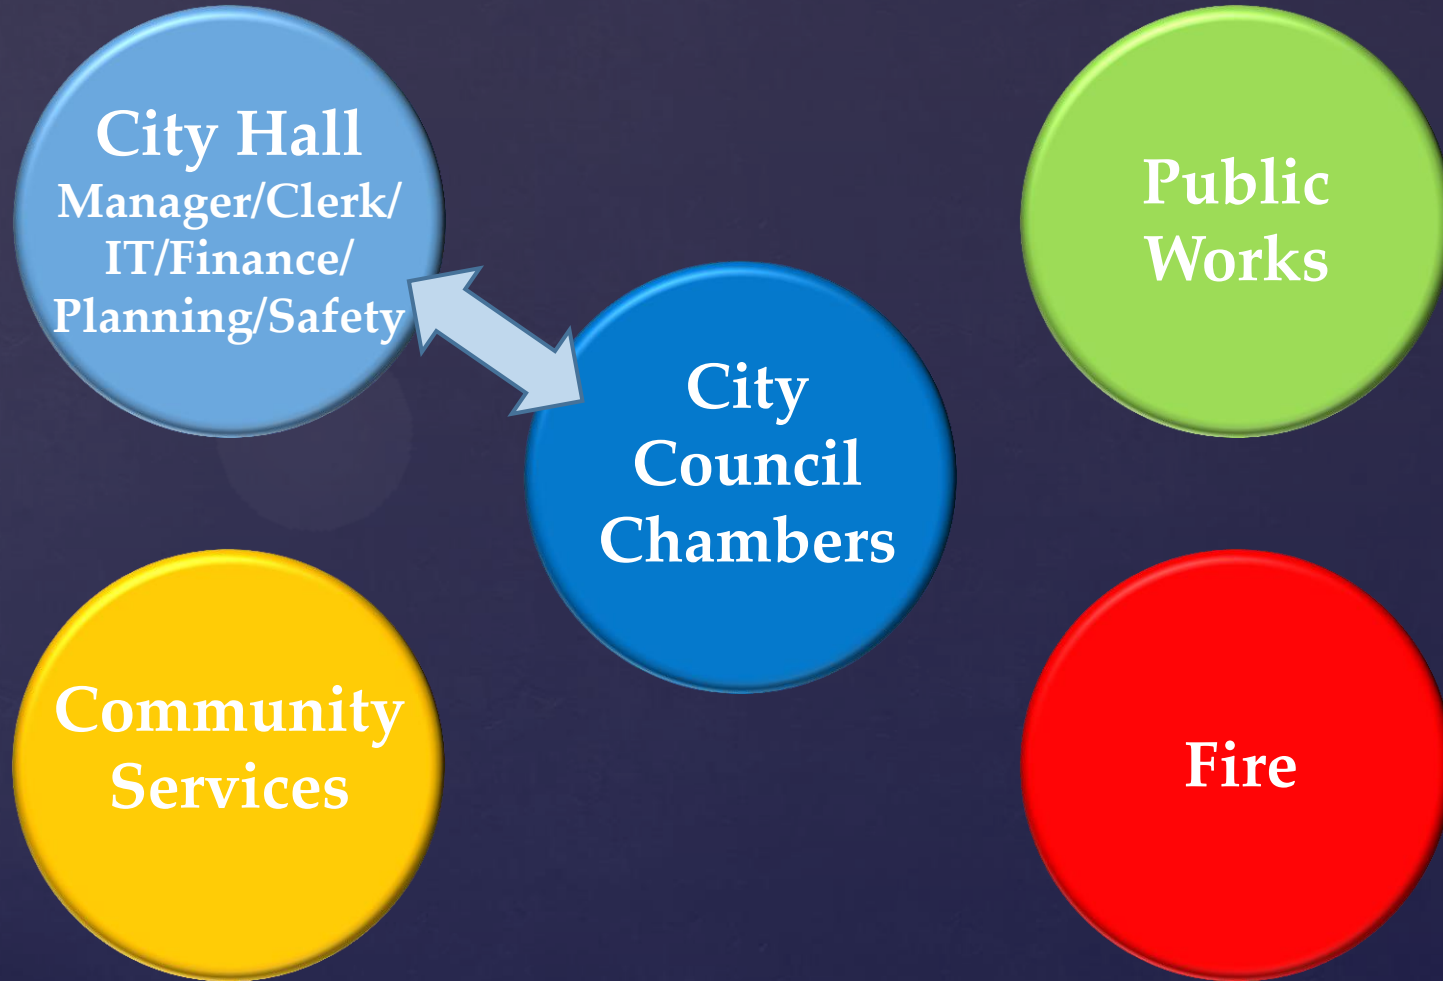 City Hall
Manager/Clerk/
IT/Finance/
Planning/Safety
Public
Works
City
Council
Chambers
Community
Services
Fire